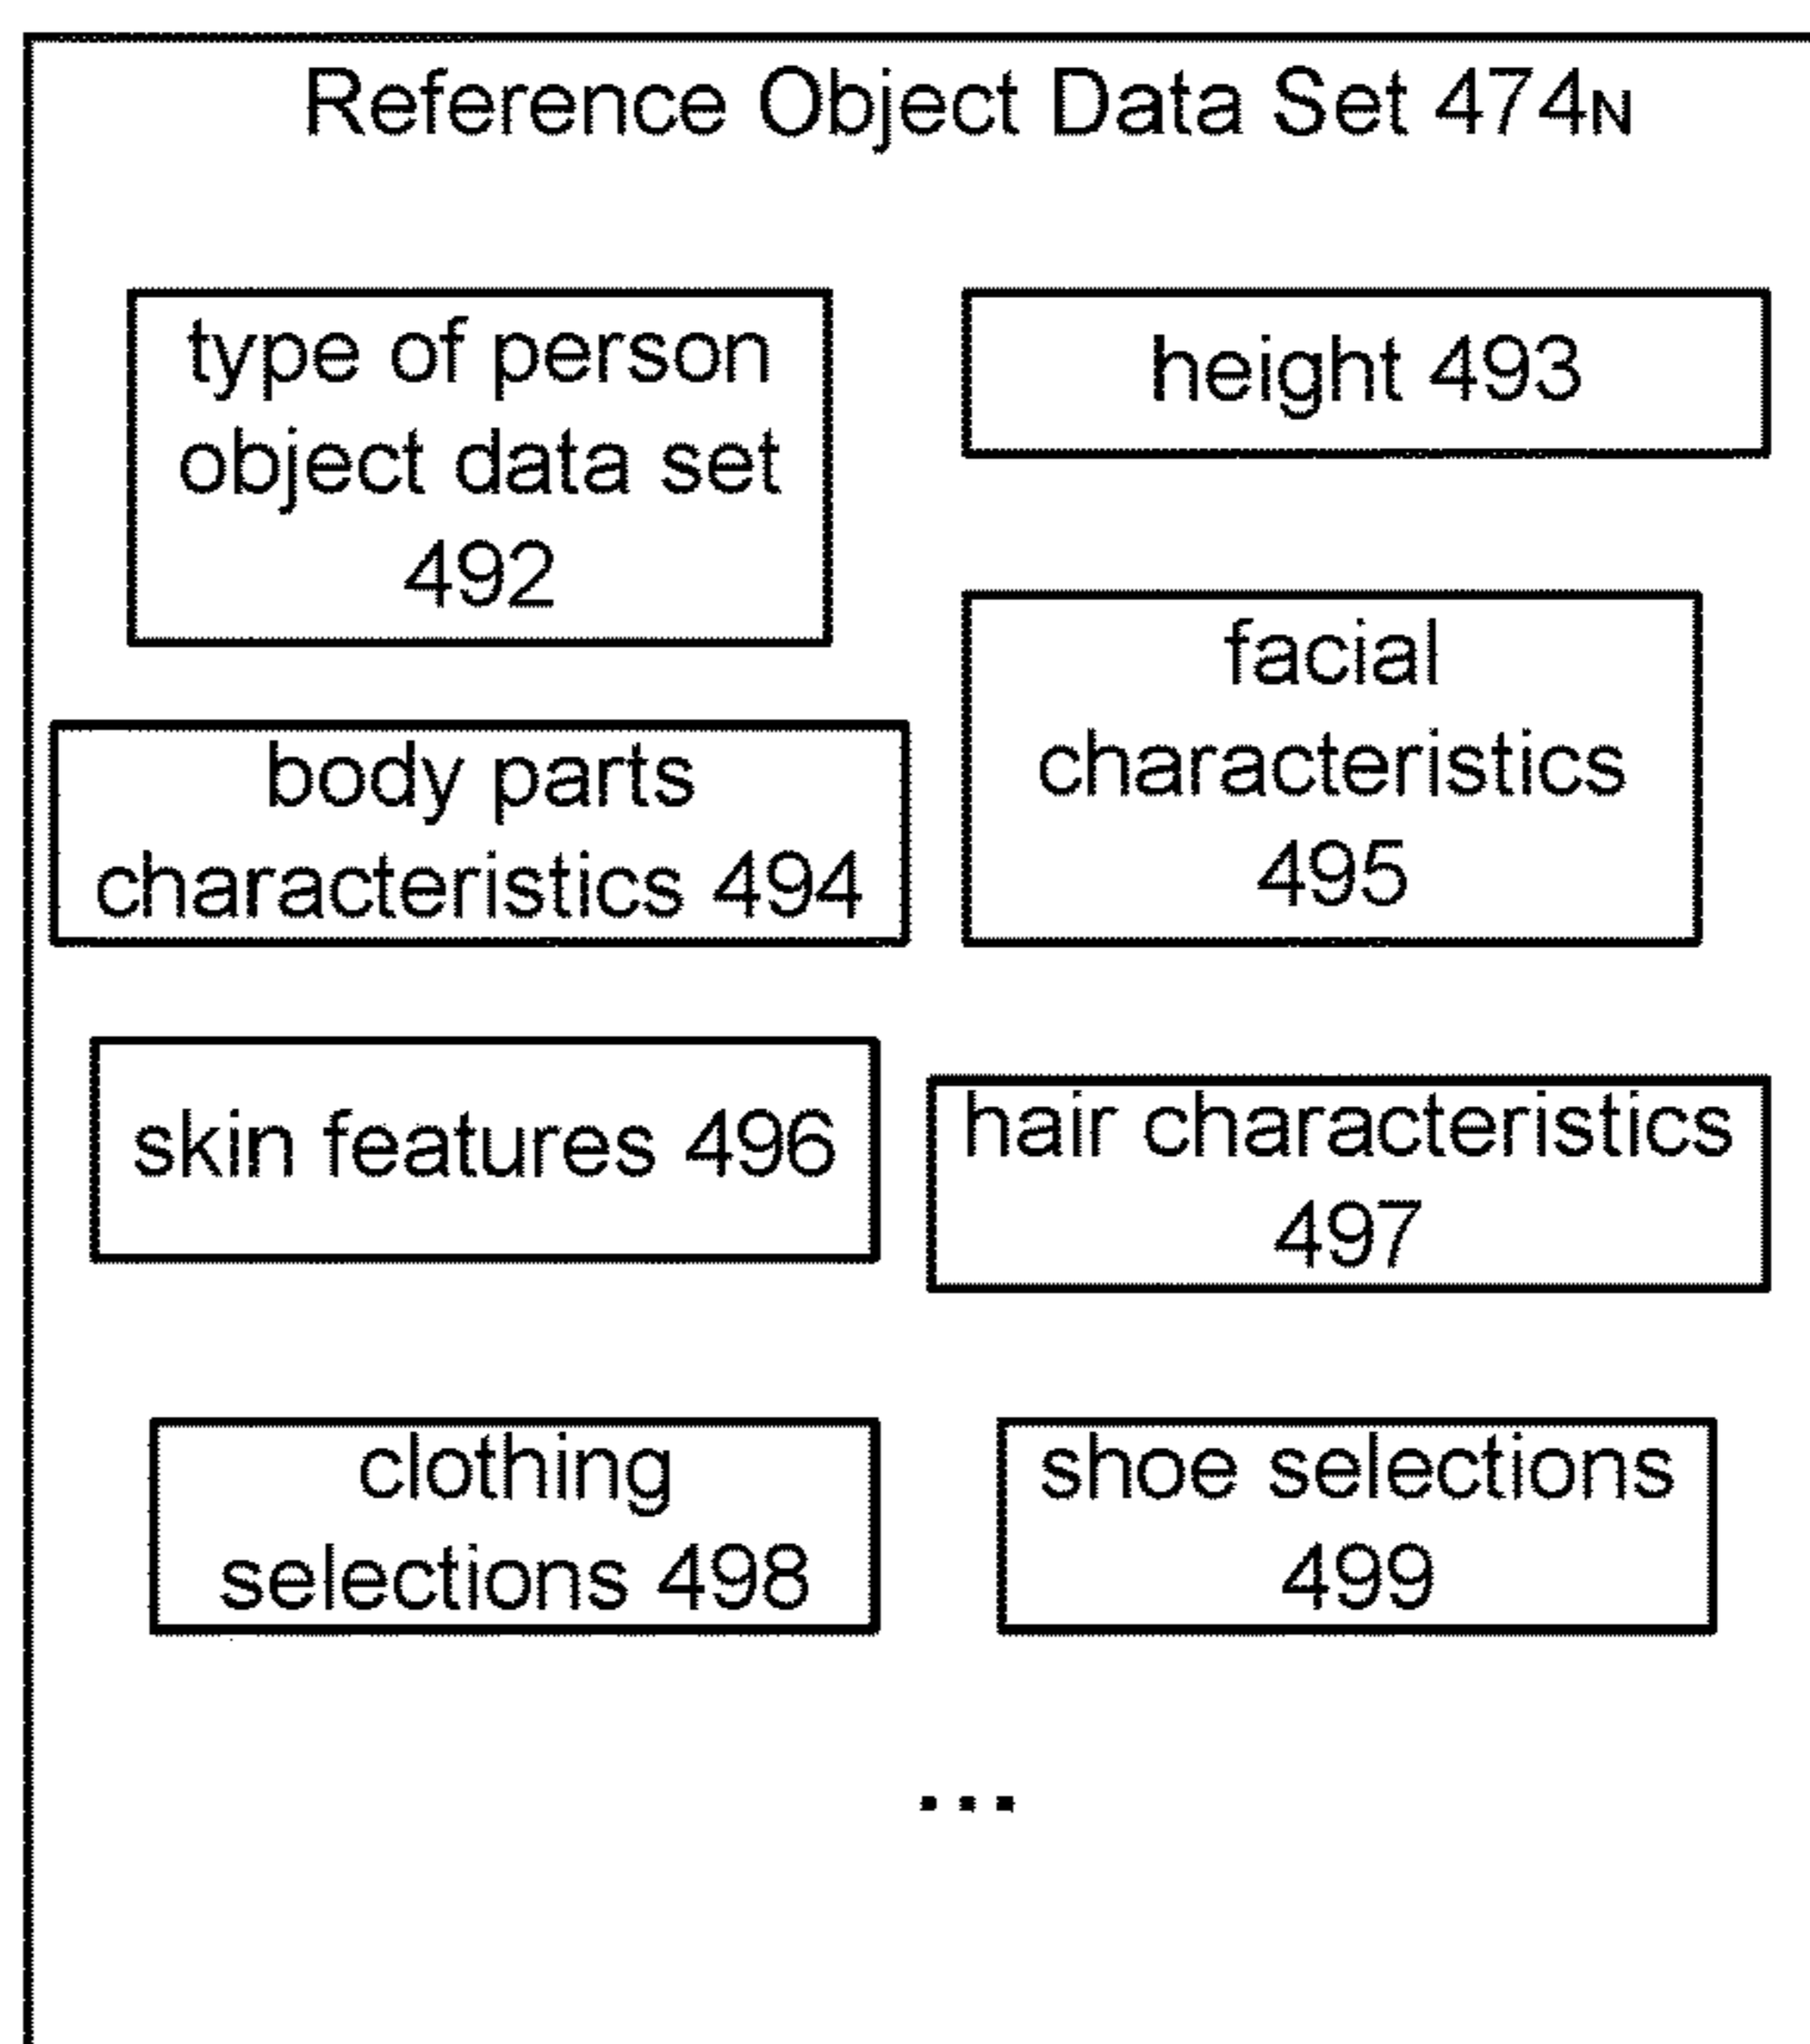 Reference Object Data Set 474N
type of person
object data set
492
height 493
body parts
characteristics 494
facial
characteristics
495
skin features 496
hair characteristics
497
clothing
selections 498
shoe selections
499
...